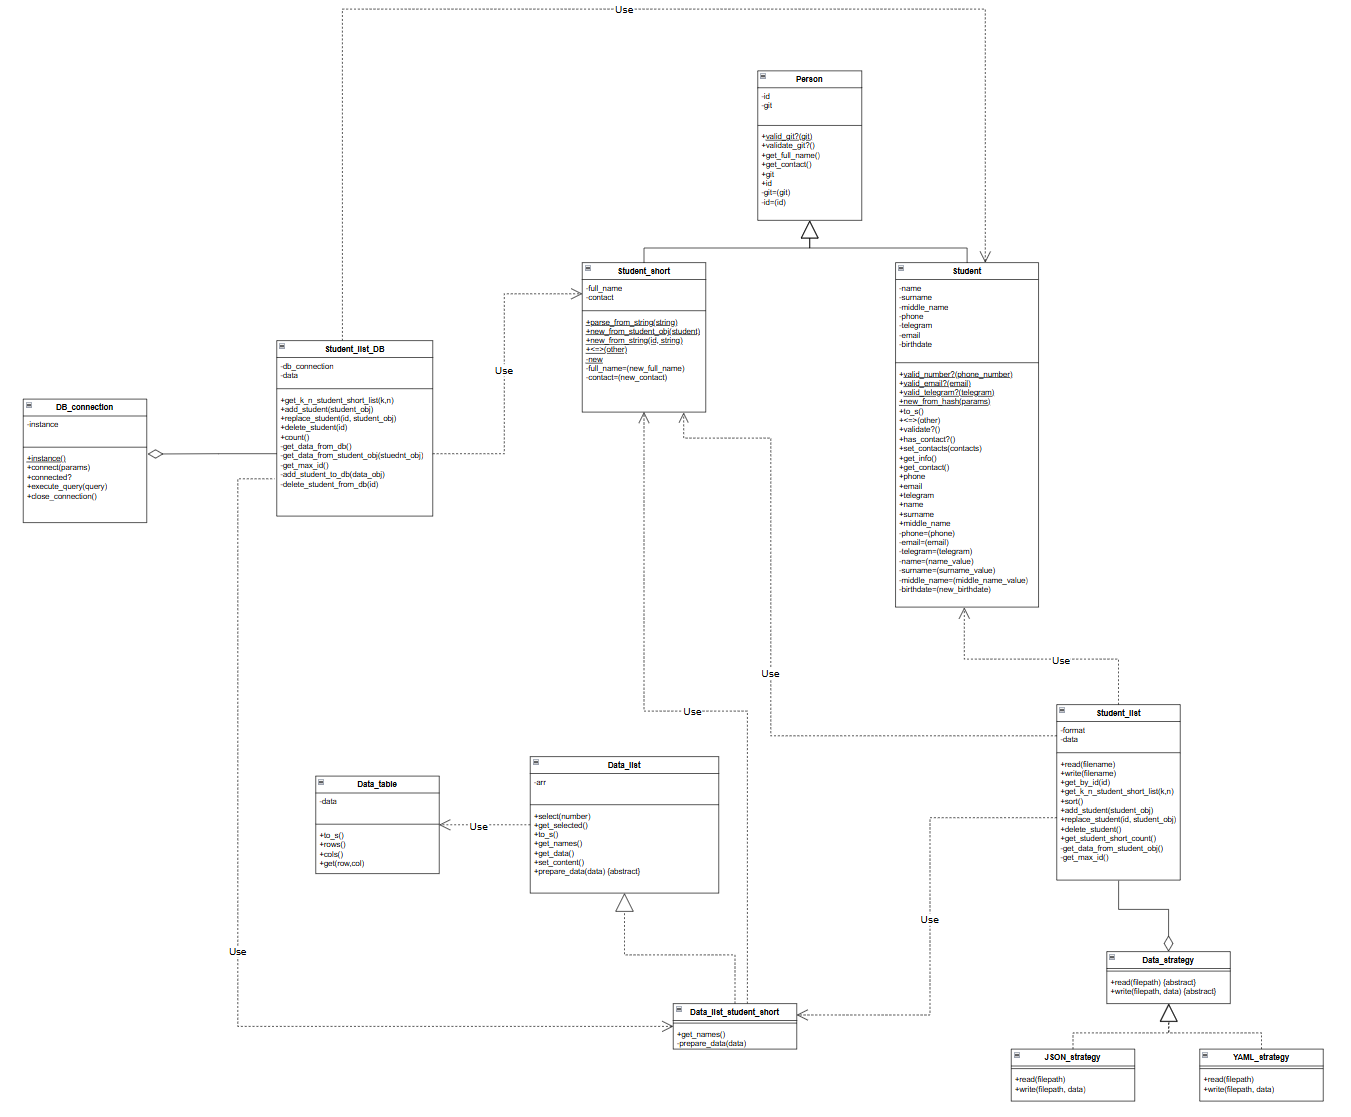 Use
Person
-id
-git
+valid_git?(git)
+validate_git?()
+get_full_name()
+get_contact()
+git
+id
-git=(git)
-id=(id)
Student_short
-full_name
-contact
+parse_from_string(string)
+new_from_student_obj(student)
+new_from_string(id, string)
+<=>(other)
-new
-full_name=(new_full_name)
-contact=(new_contact)
Student
-name
-surname
-middle_name
-phone
-telegram
-email
-birthdate
+valid_number?(phone_number)
+valid_email?(email)
+valid_telegram?(telegram)
+new_from_hash(params)
+to_s()
+<=>(other)
+validate?()
+has_contact?()
+set_contacts(contacts)
+get_info()
+get_contact()
+phone
+email
+telegram
+name
+surname
+middle_name
-phone=(phone)
-email=(email)
-telegram=(telegram)
-name=(name_value)
-surname=(surname_value)
-middle_name=(middle_name_value)
-birthdate=(new_birthdate)
Student_list_DB
-db_connection
-data
+get_k_n_student_short_list(k,n)
+add_student(student_obj)
+replace_student(id, student_obj)
+delete_student(id)
+count()
-get_data_from_db()
-get_data_from_student_obj(stuednt_obj)
-get_max_id()
-add_student_to_db(data_obj)
-delete_student_from_db(id)
Use
DB_connection
-instance
+instance()
+connect(params)
+connected?
+execute_query(query)
+close_connection()
Use
Use
Use
Student_list
-format
-data
+read(filename)
+write(filename)
+get_by_id(id)
+get_k_n_student_short_list(k,n)
+sort()
+add_student(student_obj)
+replace_student(id, student_obj)
+delete_student()
+get_student_short_count()
-get_data_from_student_obj()
-get_max_id()
Data_list
-arr
+select(number)
+get_selected()
+to_s()
+get_names()
+get_data()
+set_content()
+prepare_data(data) {abstract}
Data_table
-data
+to_s()
+rows()
+cols()
+get(row,col)
Use
Use
Use
Data_strategy
+read(filepath) {abstract}
+write(filepath, data) {abstract}
Data_list_student_short
+get_names()
-prepare_data(data)
JSON_strategy
+read(filepath)
+write(filepath, data)
YAML_strategy
+read(filepath)
+write(filepath, data)